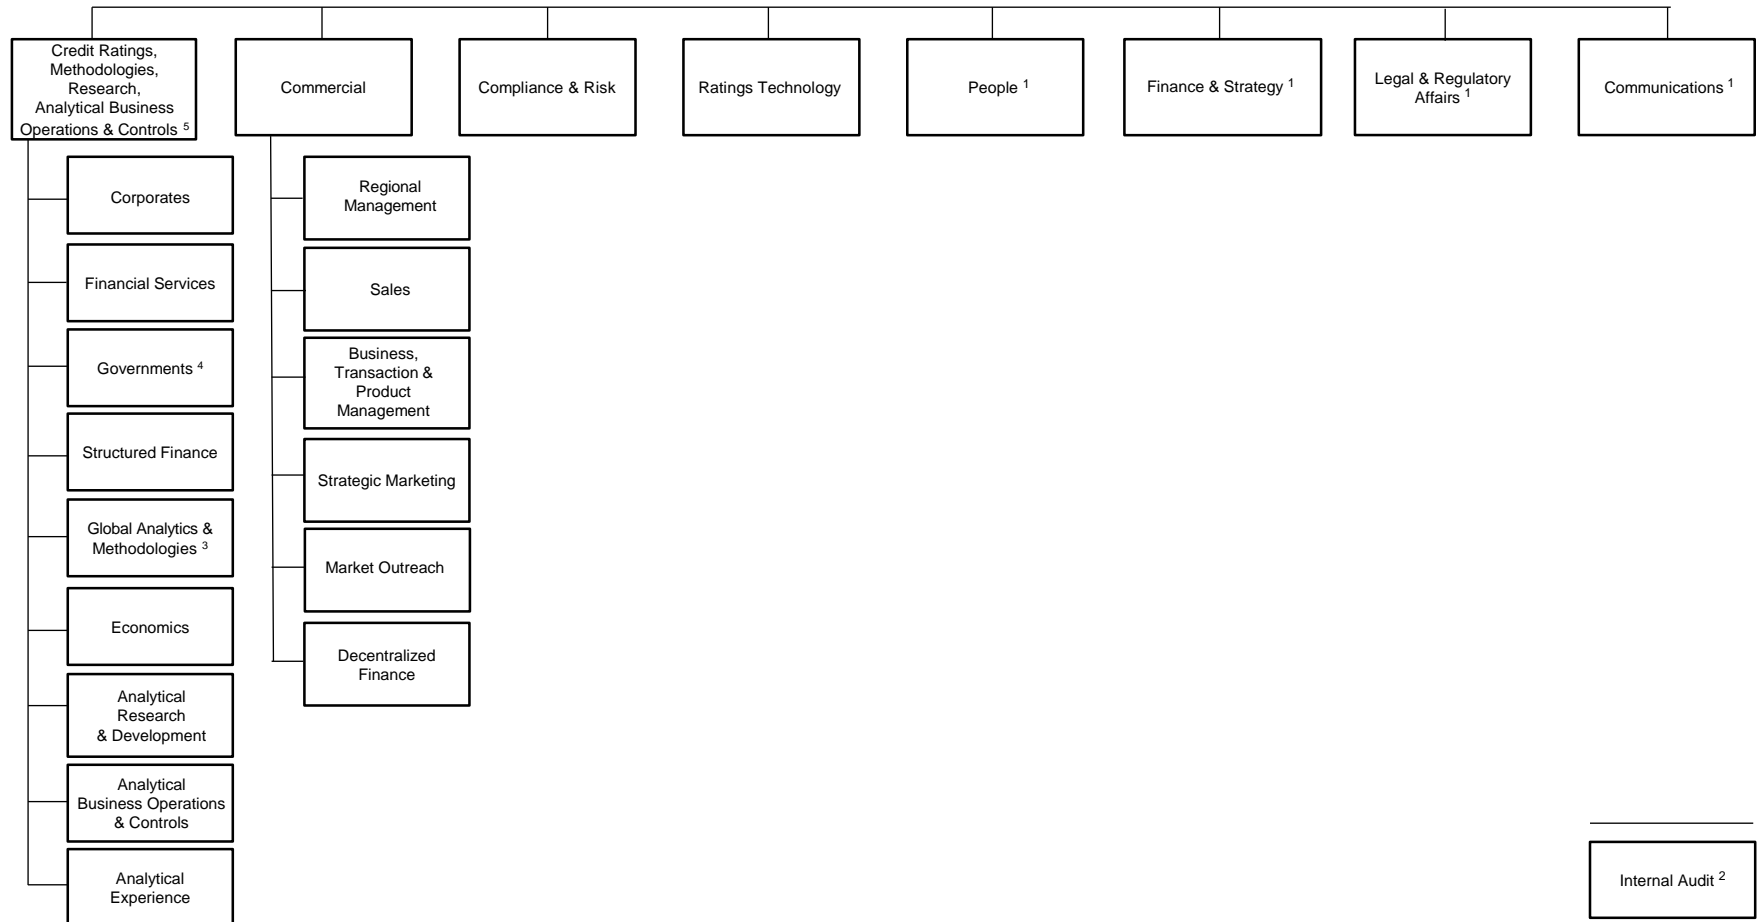 Credit Ratings,
Methodologies,
Research,
Analytical Business
Operations & Controls 5
Commercial
Compliance & Risk
Ratings Technology
People 1
Finance & Strategy 1
Legal & Regulatory
Affairs 1
Communications 1
Corporates
Financial Services
Governments 4
Structured Finance
Global Analytics &
Methodologies 3
Economics
Analytical
Research
& Development
Analytical
Business Operations
& Controls
Analytical
Experience
Regional
Management
Sales
Business,
Transaction &
Product
Management
Strategic Marketing
Market Outreach
Decentralized
Finance
Internal Audit 2